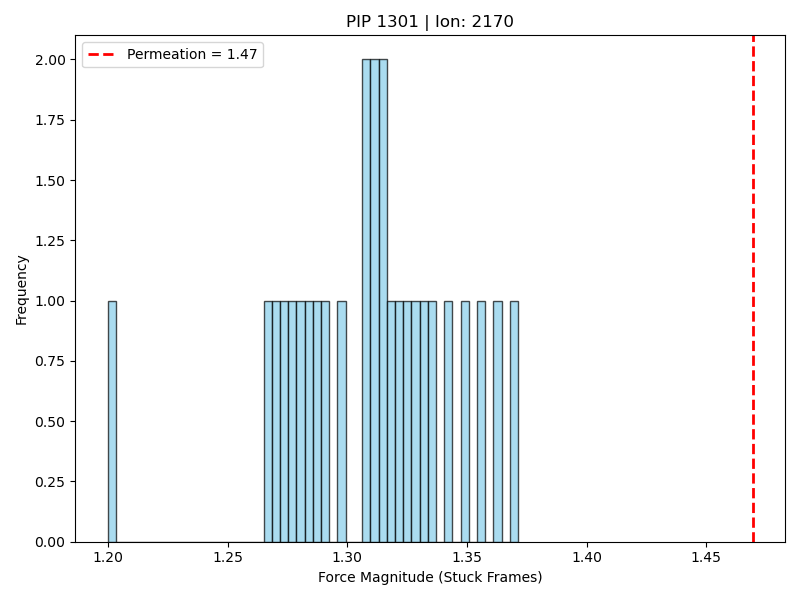 PIP 1301 | Ion: 2170
Permeation = 1.47
Frequency
2.00
1.75
1.50
1.25
1.00
0.75
0.50
0.25
0.00
1.20 1.25 1.30 1.35 1.40 1.45
Force Magnitude (Stuck Frames)